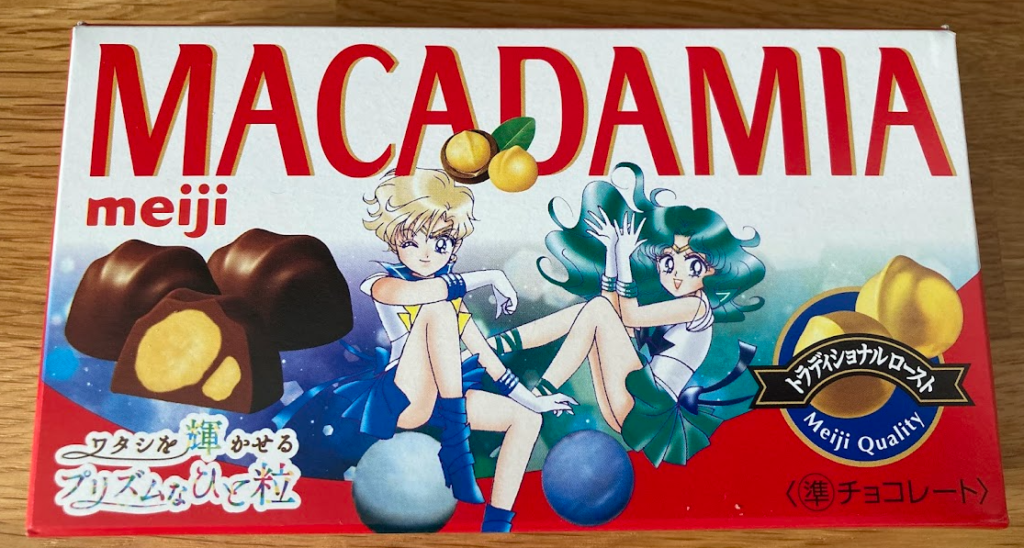 MACADAMIA
meiji
トラディショナルロースト
Meiji Quality
ワタシを輝かせる
プリズムなひと粒
〈準チョコレート〉